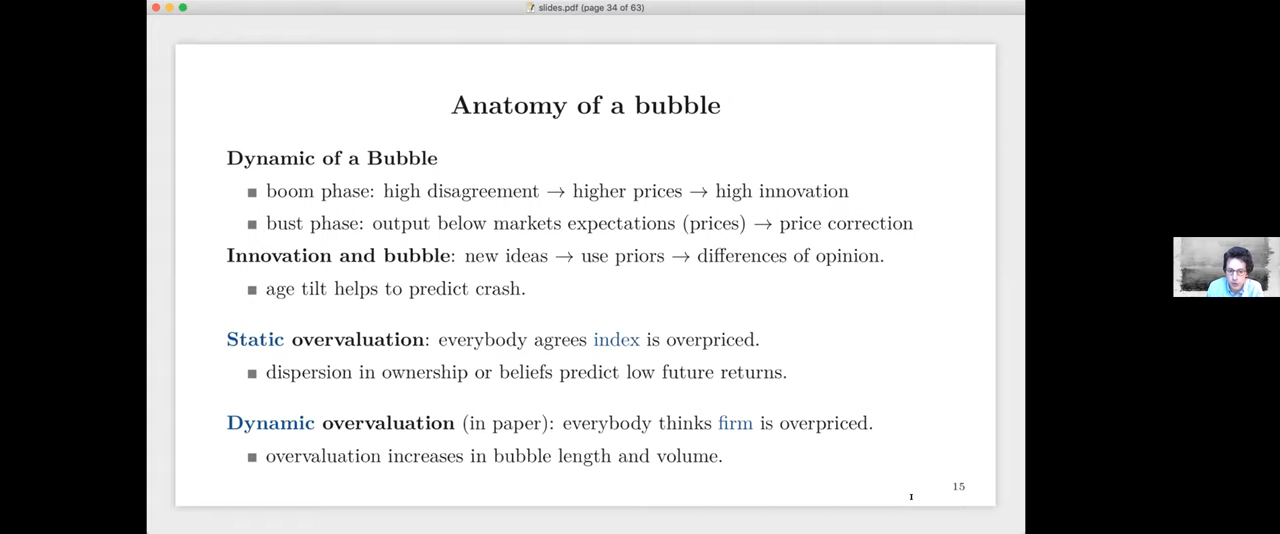 slides.pdf (page 34 of 63)
Anatomy of a bubble
Dynamic of a Bubble
■ boom phase: high disagreement → higher prices → high innovation
■ bust phase: output below markets expectations (prices) → price correction
Innovation and bubble: new ideas → use priors → differences of opinion.
■ age tilt helps to predict crash.
Static overvaluation: everybody agrees index is overpriced.
■ dispersion in ownership or beliefs predict low future returns.
Dynamic overvaluation (in paper): everybody thinks firm is overpriced.
■ overvaluation increases in bubble length and volume.
15